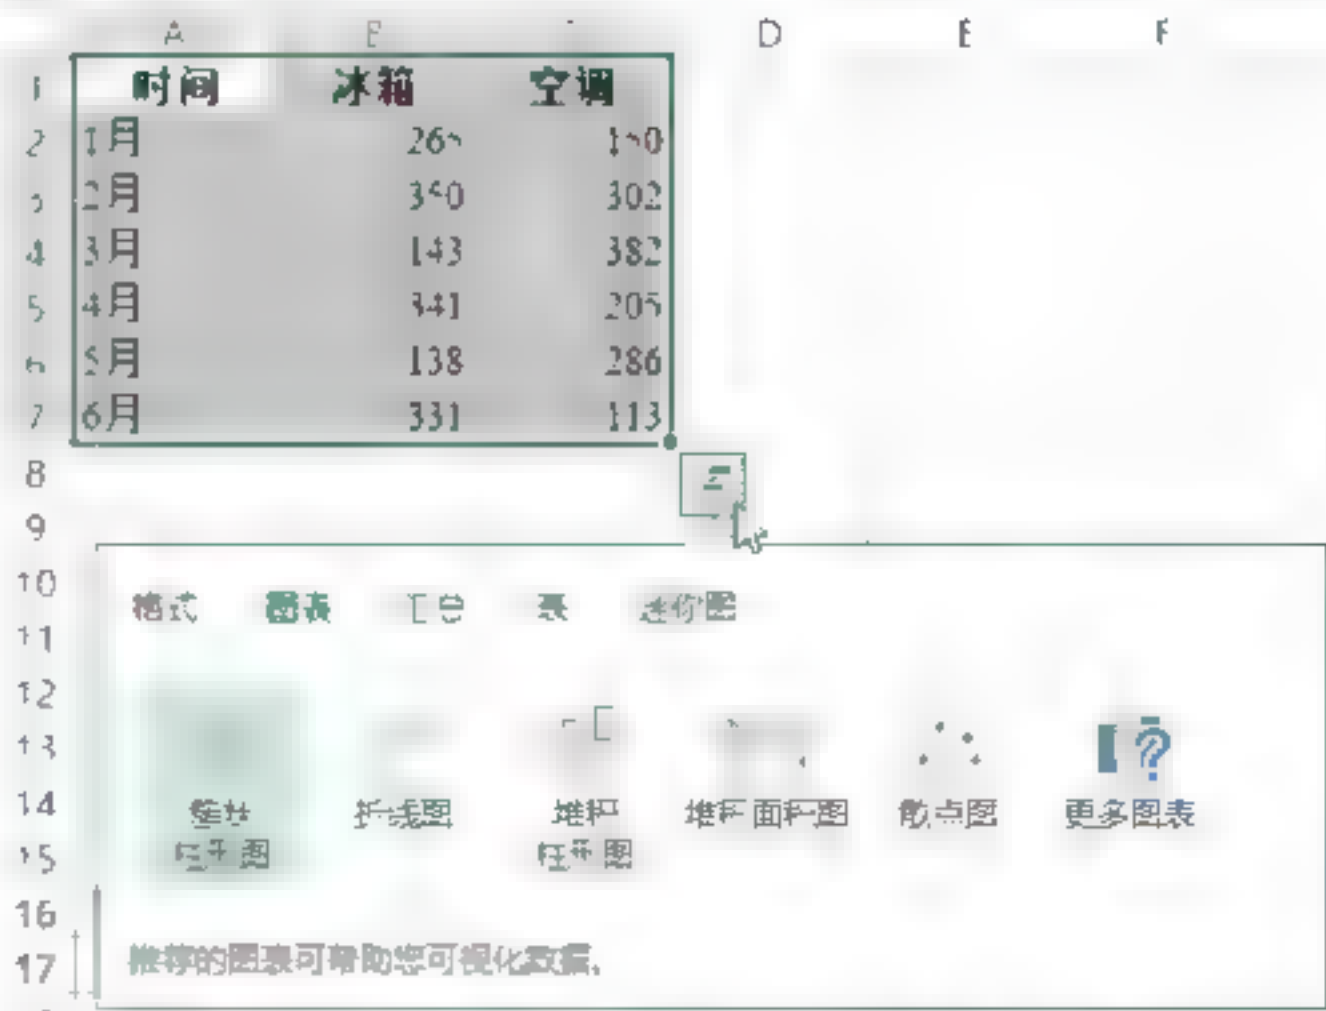 A D E F
1 时间 冰箱 空调
2 1月
3 2月 302
4 3月 143 382
5 4月 341 205
6 5月 138 286
7 6月 331 113
8
9
10
格式 图表 汇总 表 迷你图
11
12
13
14
簇状 折线图 堆积 堆积面积图 散点图 更多图表
15
柱形图 柱形图
16
推荐的图表可帮助您可视化数据。
17